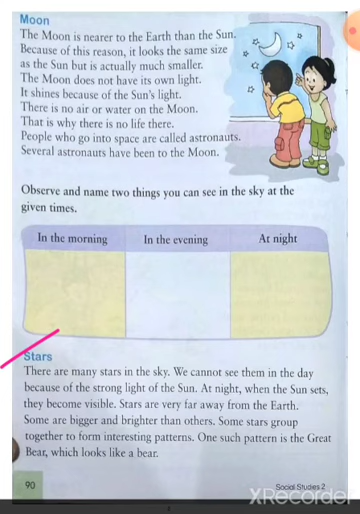 Moon
The Moon is nearer to the Earth than the Sun.
Because of this reason, it looks the same size
as the Sun but is actually much smaller.
The Moon does not have its own light.
It shines because of the Sun's light.
There is no air or water on the Moon.
That is why there is no life there.
People who go into space are called astronauts.
Several astronauts have been to the Moon.
Observe and name two things you can see in the sky at the
given times.
In the morning In the evening At night
Stars
There are many stars in the sky. We cannot see them in the day
because of the strong light of the Sun. At night, when the Sun sets,
they become visible. Stars are very far away from the Earth.
Some are bigger and brighter than others. Some stars group
together to form interesting patterns. One such pattern is the Great
Bear, which looks like a bear.
90 Social Studies 2
XRecorder